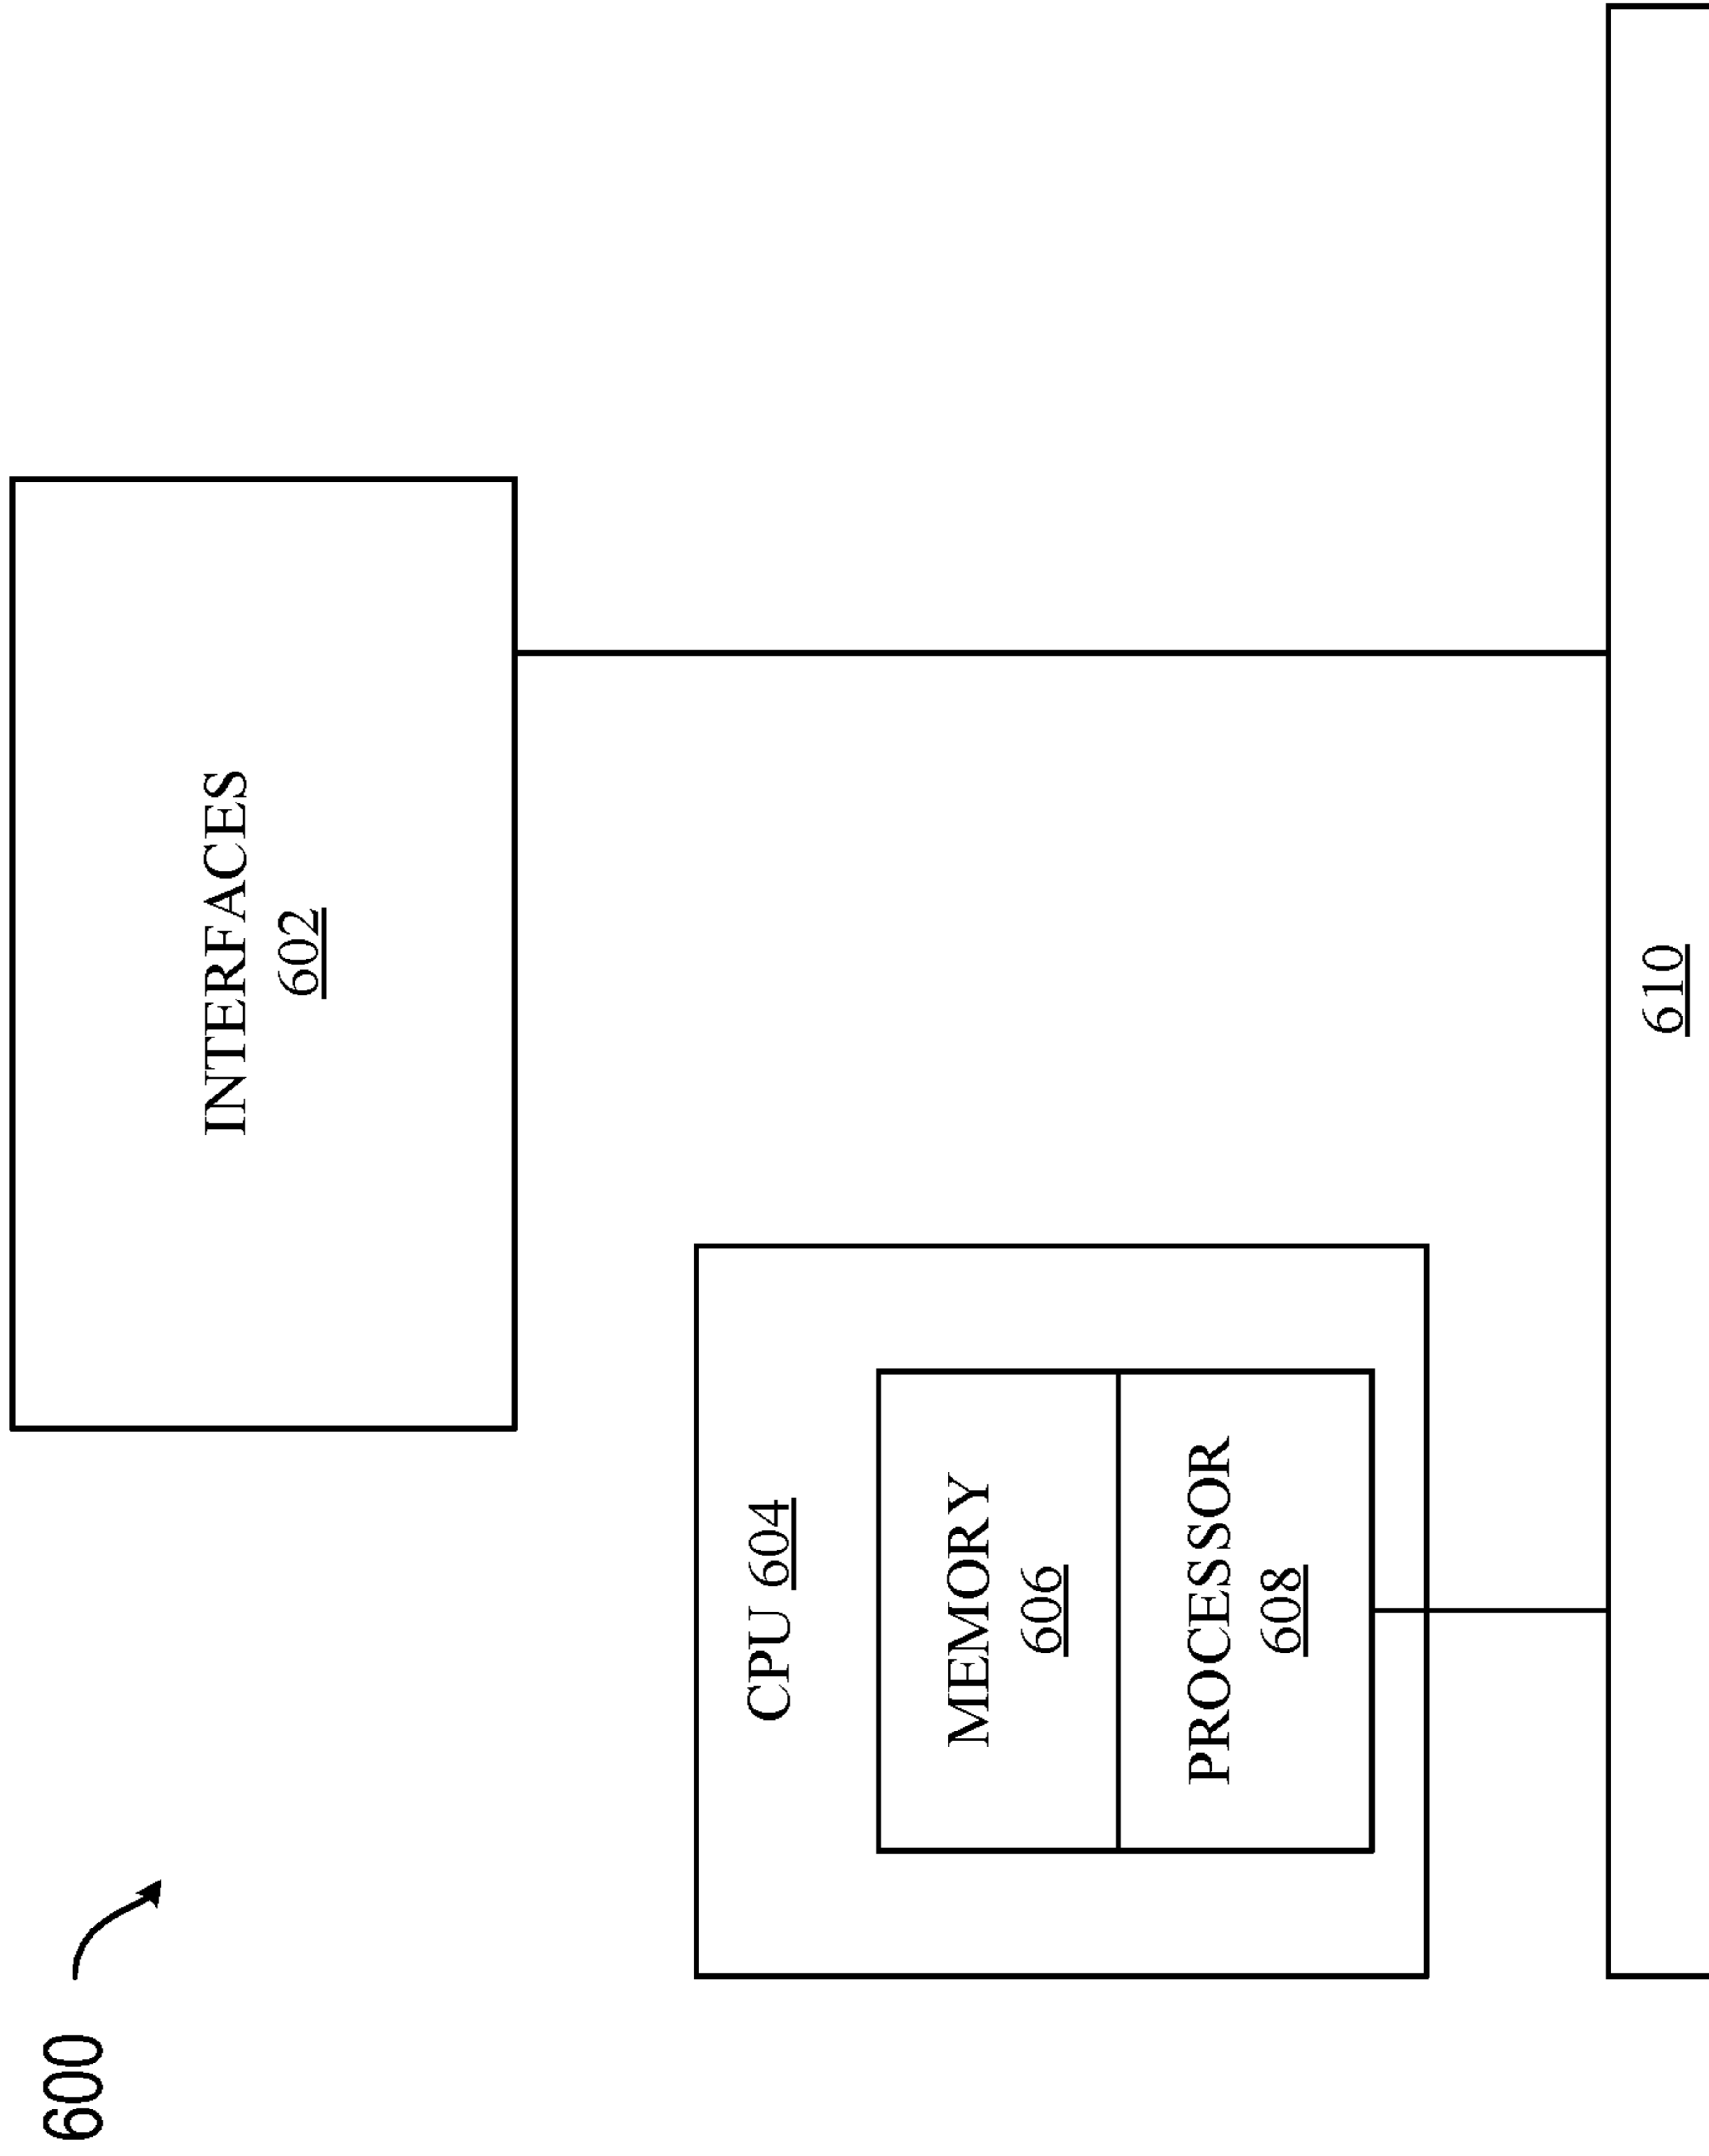 600
INTERFACES
602
CPU 604
MEMORY
606
PROCESSOR
608
610